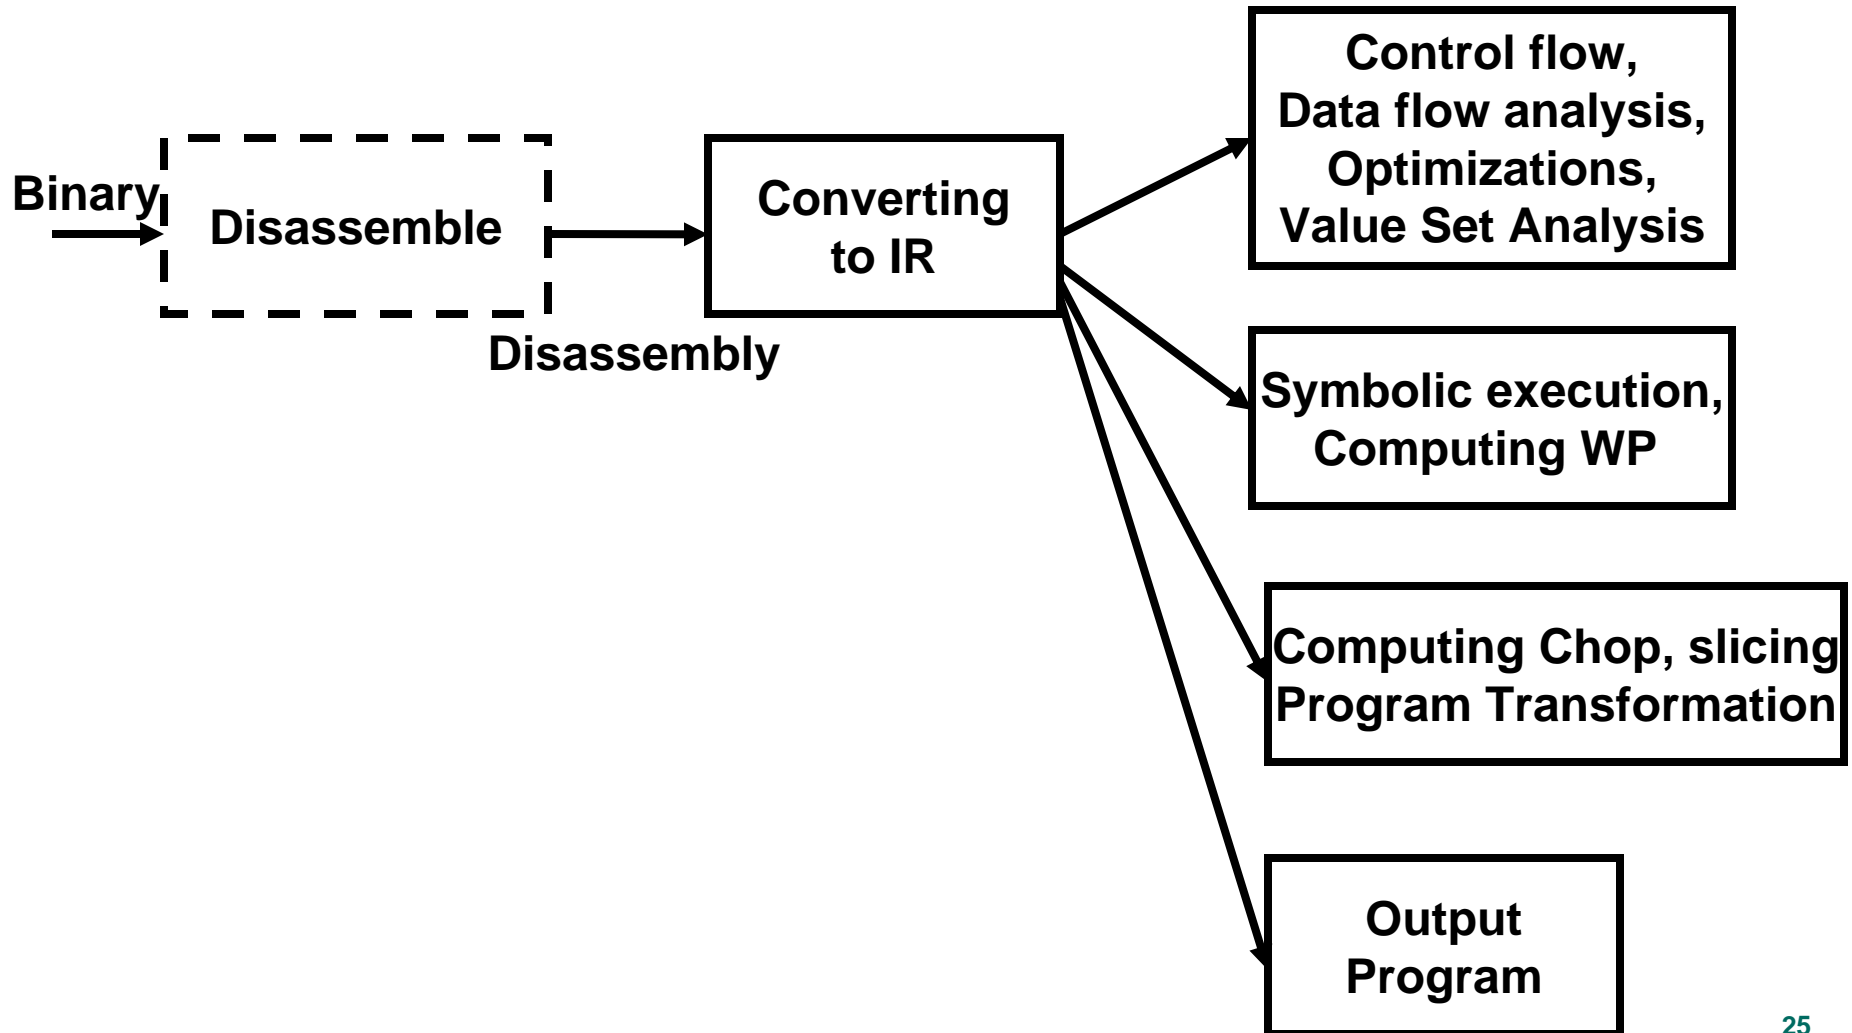 Binary
Disassemble
Disassembly
Converting
to IR
Control flow,
Data flow analysis,
Optimizations,
Value Set Analysis
Symbolic execution,
Computing WP
Computing Chop, slicing
Program Transformation
Output
Program
25